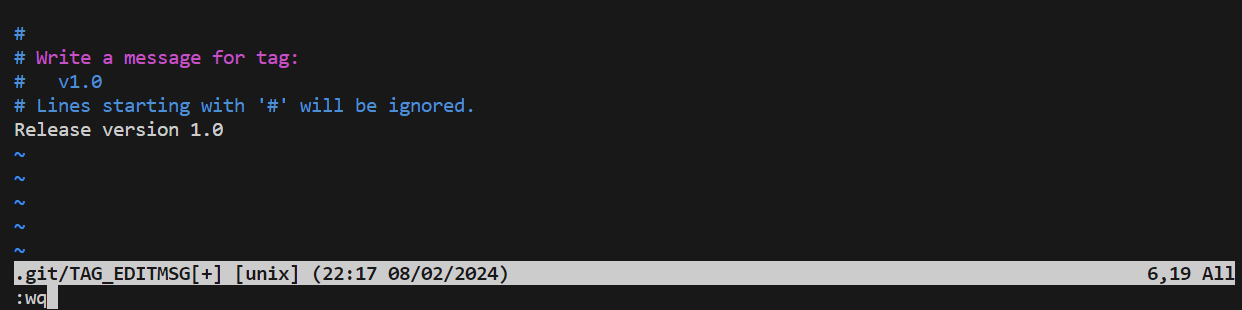 #
# Write a message for tag:
#   v1.0
# Lines starting with '#' will be ignored.
Release version 1.0
~
~
~
~
~
.git/TAG_EDITMSG[+] [unix] (22:17 08/02/2024) 6,19 All
:wq